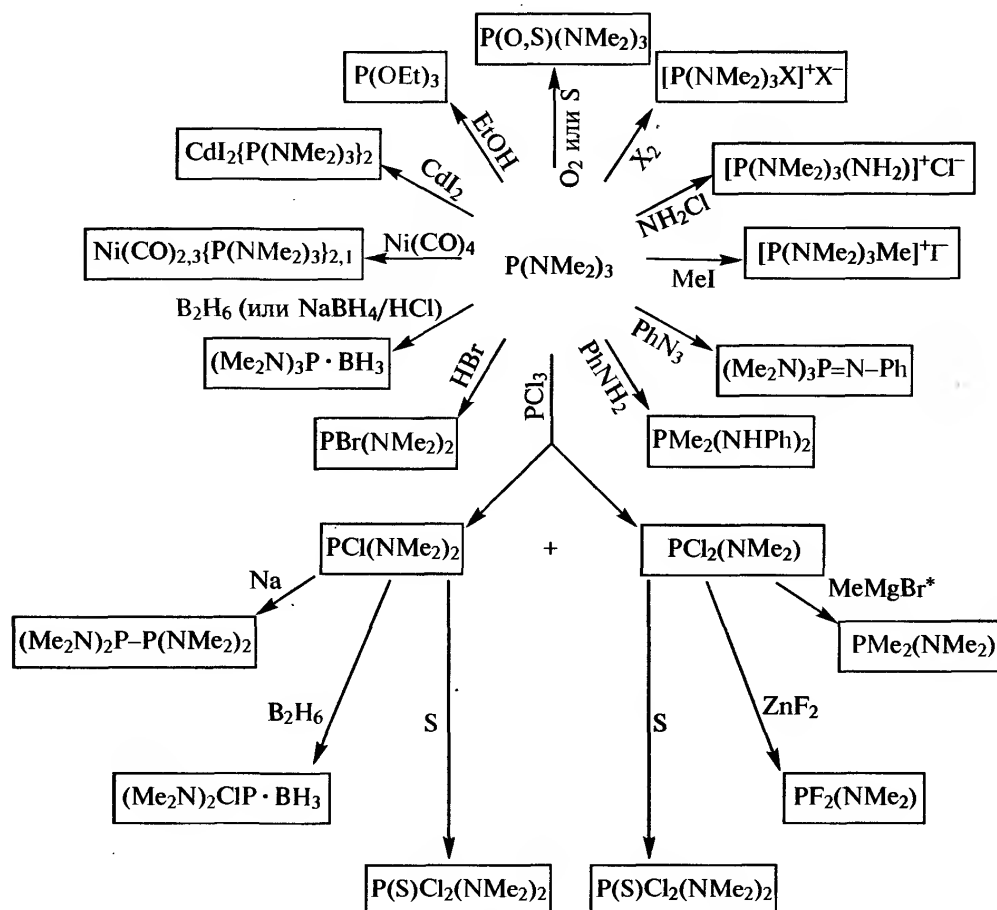 P(O,S)(NMe₂)₃
P(OEt)₃
[P(NMe₂)₃X]⁺X⁻
EtOH
O₂ или S
X₂
CdI₂{P(NMe₂)₃}₂
CdI₂
[P(NMe₂)₃(NH₂)]⁺Cl⁻
NH₂Cl
Ni(CO)₂,₃{P(NMe₂)₃}₂,₁
Ni(CO)₄
P(NMe₂)₃
MeI
[P(NMe₂)₃Me]⁺I⁻
B₂H₆ (или NaBH₄/HCl)
PhN₃
(Me₂N)₃P · BH₃
HBr
PCl₃
PhNH₂
(Me₂N)₃P=N–Ph
PBr(NMe₂)₂
PMe₂(NHPh)₂
PCl(NMe₂)₂
+
PCl₂(NMe₂)
Na
MeMgBr*
(Me₂N)₂P–P(NMe₂)₂
PMe₂(NMe₂)
B₂H₆
S
S
ZnF₂
(Me₂N)₂ClP · BH₃
PF₂(NMe₂)
P(S)Cl₂(NMe₂)₂
P(S)Cl₂(NMe₂)₂